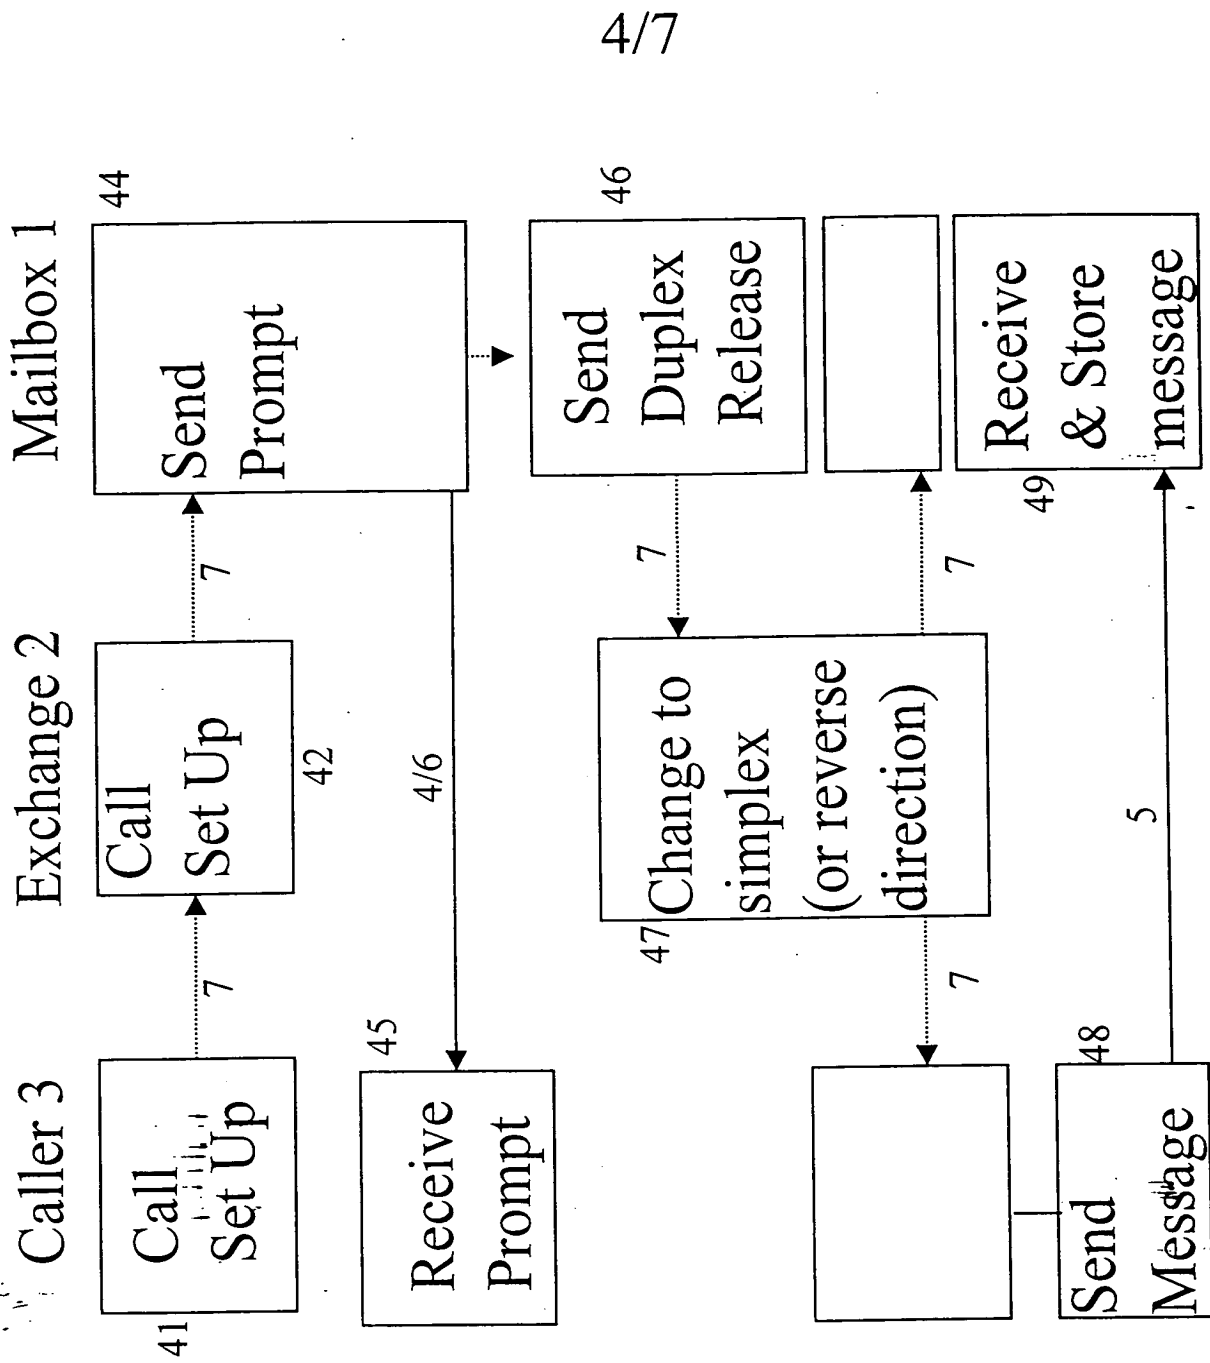 4/7
Caller 3
Exchange 2
Mailbox 1
41
Call
Set Up
7
Call
Set Up
42
7
44
Send
Prompt
4/6
45
Receive
Prompt
46
Send
Duplex
Release
7
47
Change to
simplex
(or reverse
direction)
7
7
48
Send
Message
5
49
Receive
& Store
message